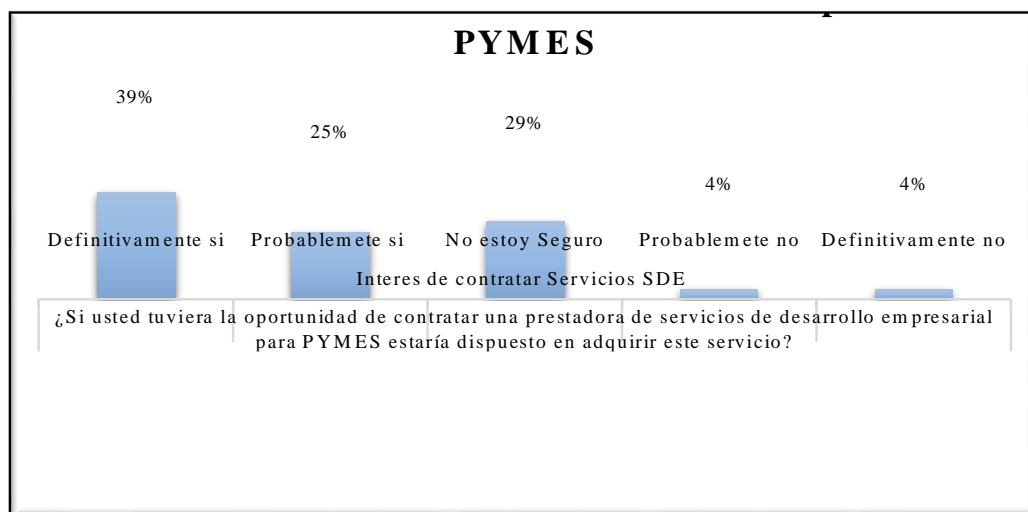 PYMES
39%
25%
29%
4%
4%
Definitivamente si
Probablemete si
No estoy Seguro
Probablemete no
Definitivamente no
Interes de contratar Servicios SDE
¿Si usted tuviera la oportunidad de contratar una prestadora de servicios de desarrollo empresarial
para PYMES estaría dispuesto en adquirir este servicio?